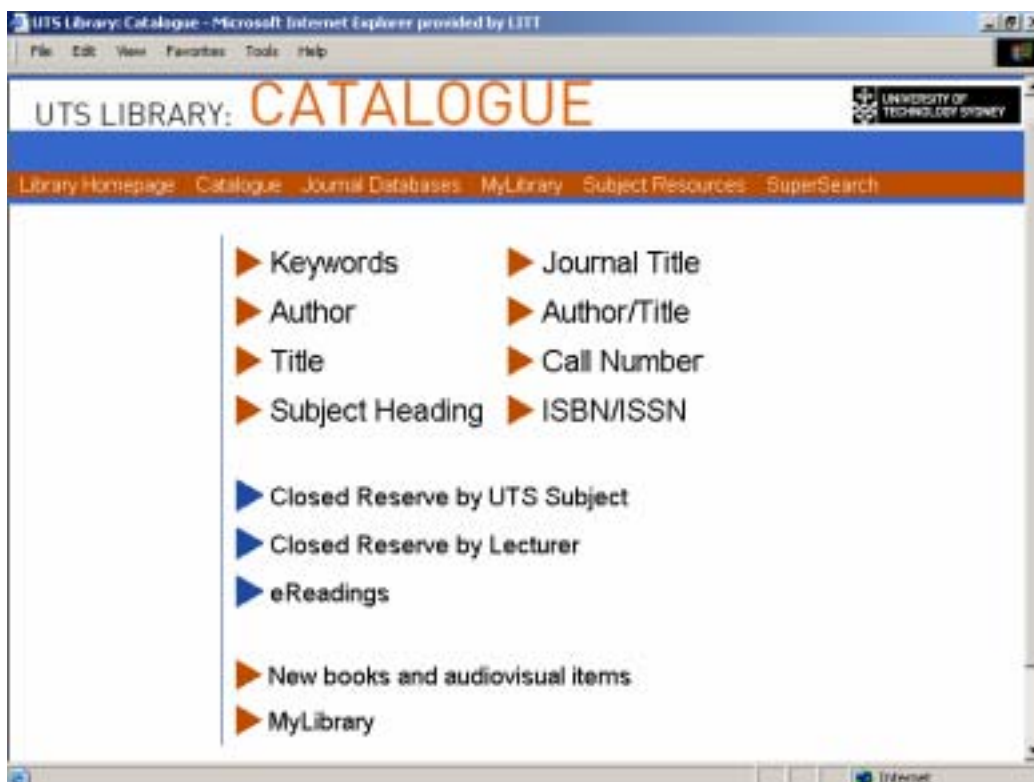 UTS Library: Catalogue - Microsoft Internet Explorer provided by LITT
File Edit View Favorites Tools Help
UTS LIBRARY: CATALOGUE
UNIVERSITY OF
TECHNOLOGY SYDNEY
Library Homepage Catalogue Journal Databases MyLibrary Subject Resources SuperSearch
Keywords Journal Title
Author Author/Title
Title Call Number
Subject Heading ISBN/ISSN
Closed Reserve by UTS Subject
Closed Reserve by Lecturer
eReadings
New books and audiovisual items
MyLibrary
Internet